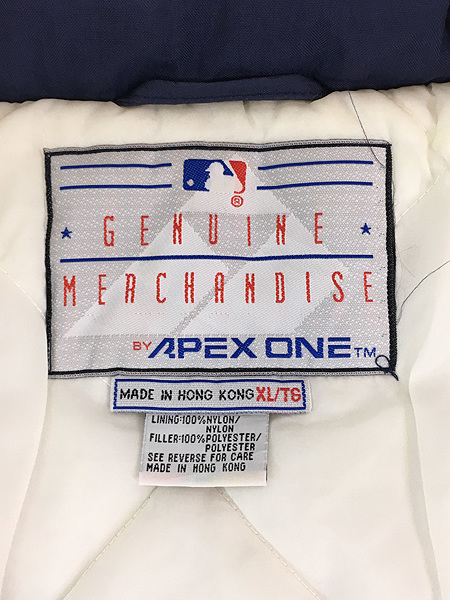 ®
GENUINE
MERCHANDISE
BY APEX ONE TM
MADE IN HONG KONG XL/TG
LINING:100%NYLON/
NYLON
FILLER:100%POLYESTER/
POLYESTER
SEE REVERSE FOR CARE
MADE IN HONG KONG